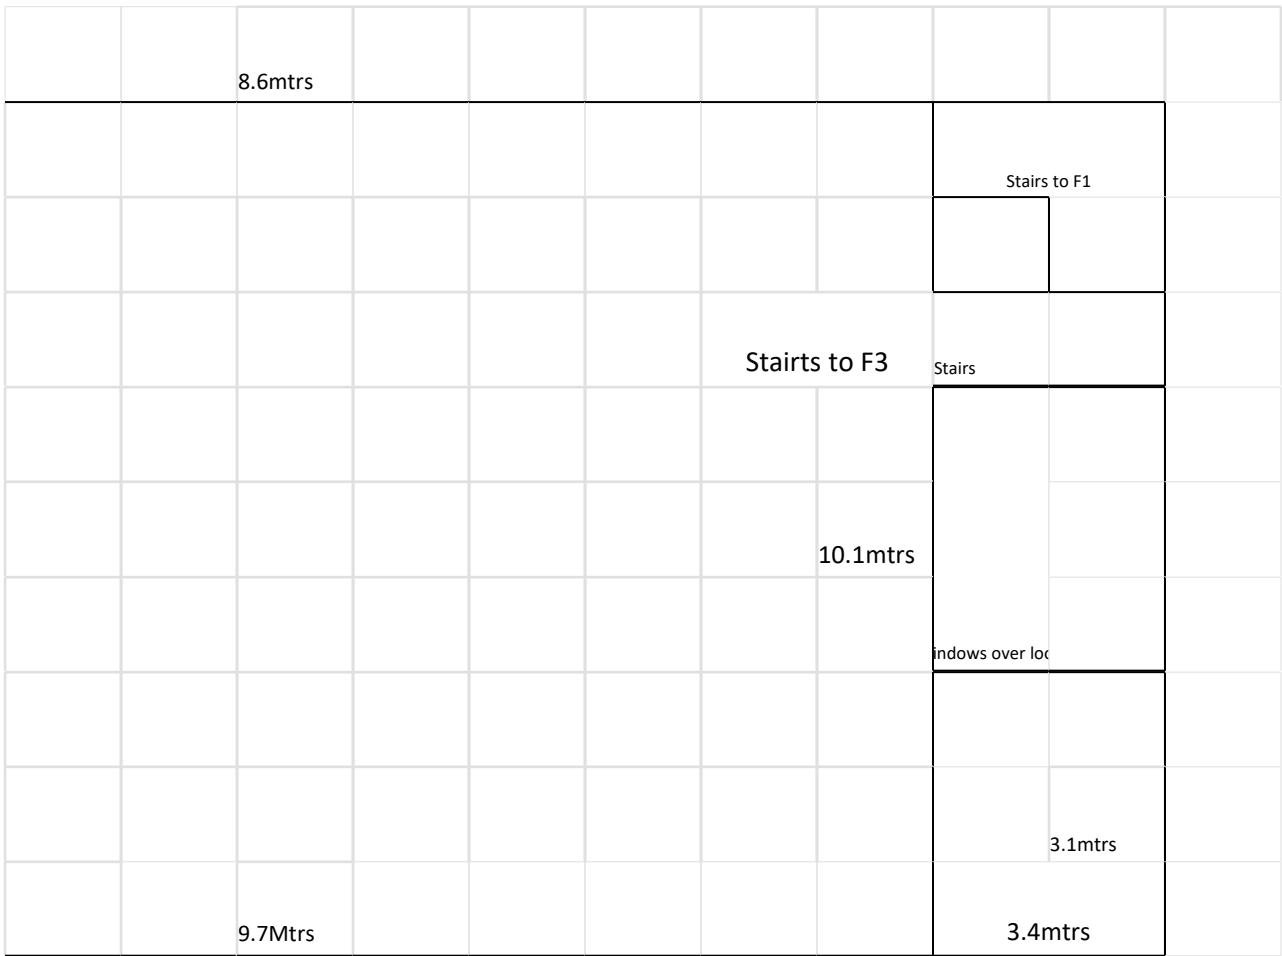 8.6mtrs
Stairs to F1
Stairts to F3
Stairs
10.1mtrs
indows over loc
3.1mtrs
9.7Mtrs
3.4mtrs